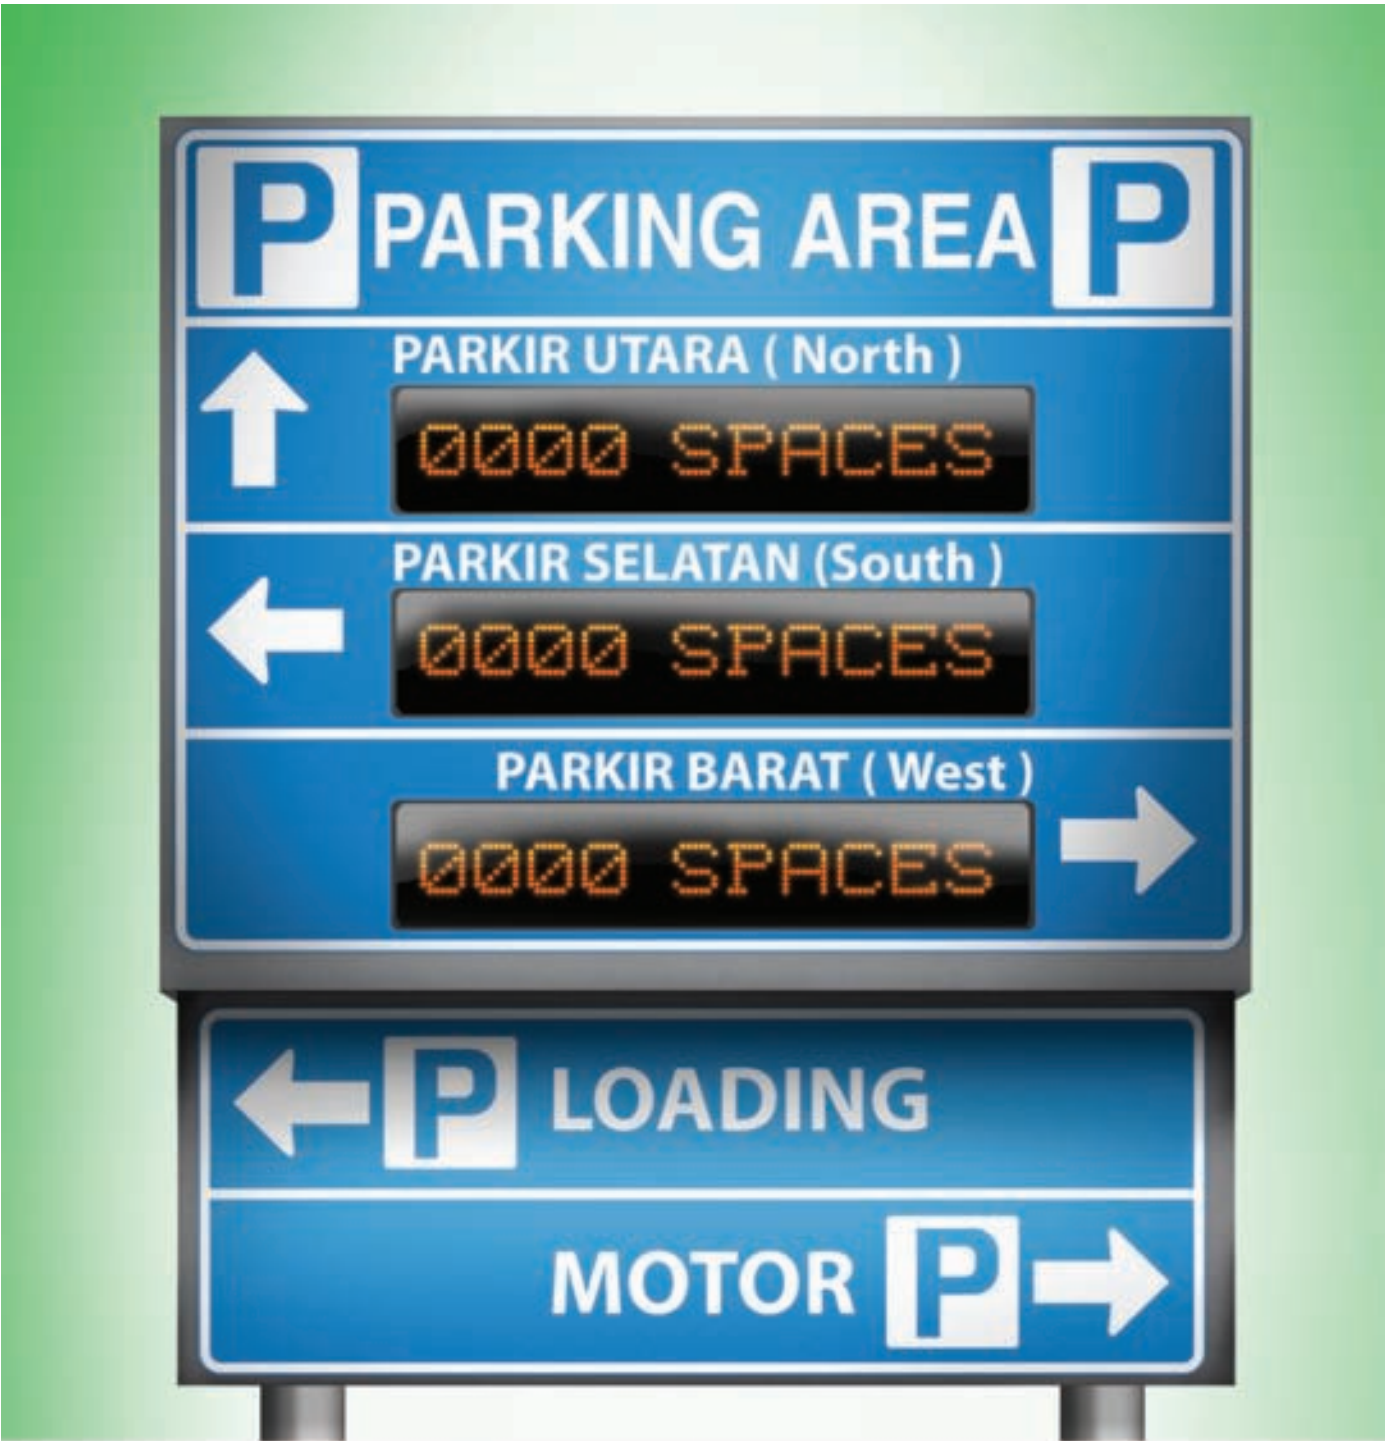 P PARKING AREA P
PARKIR UTARA ( North )
0000 SPACES
PARKIR SELATAN (South )
0000 SPACES
PARKIR BARAT ( West )
0000 SPACES
P LOADING
MOTOR P